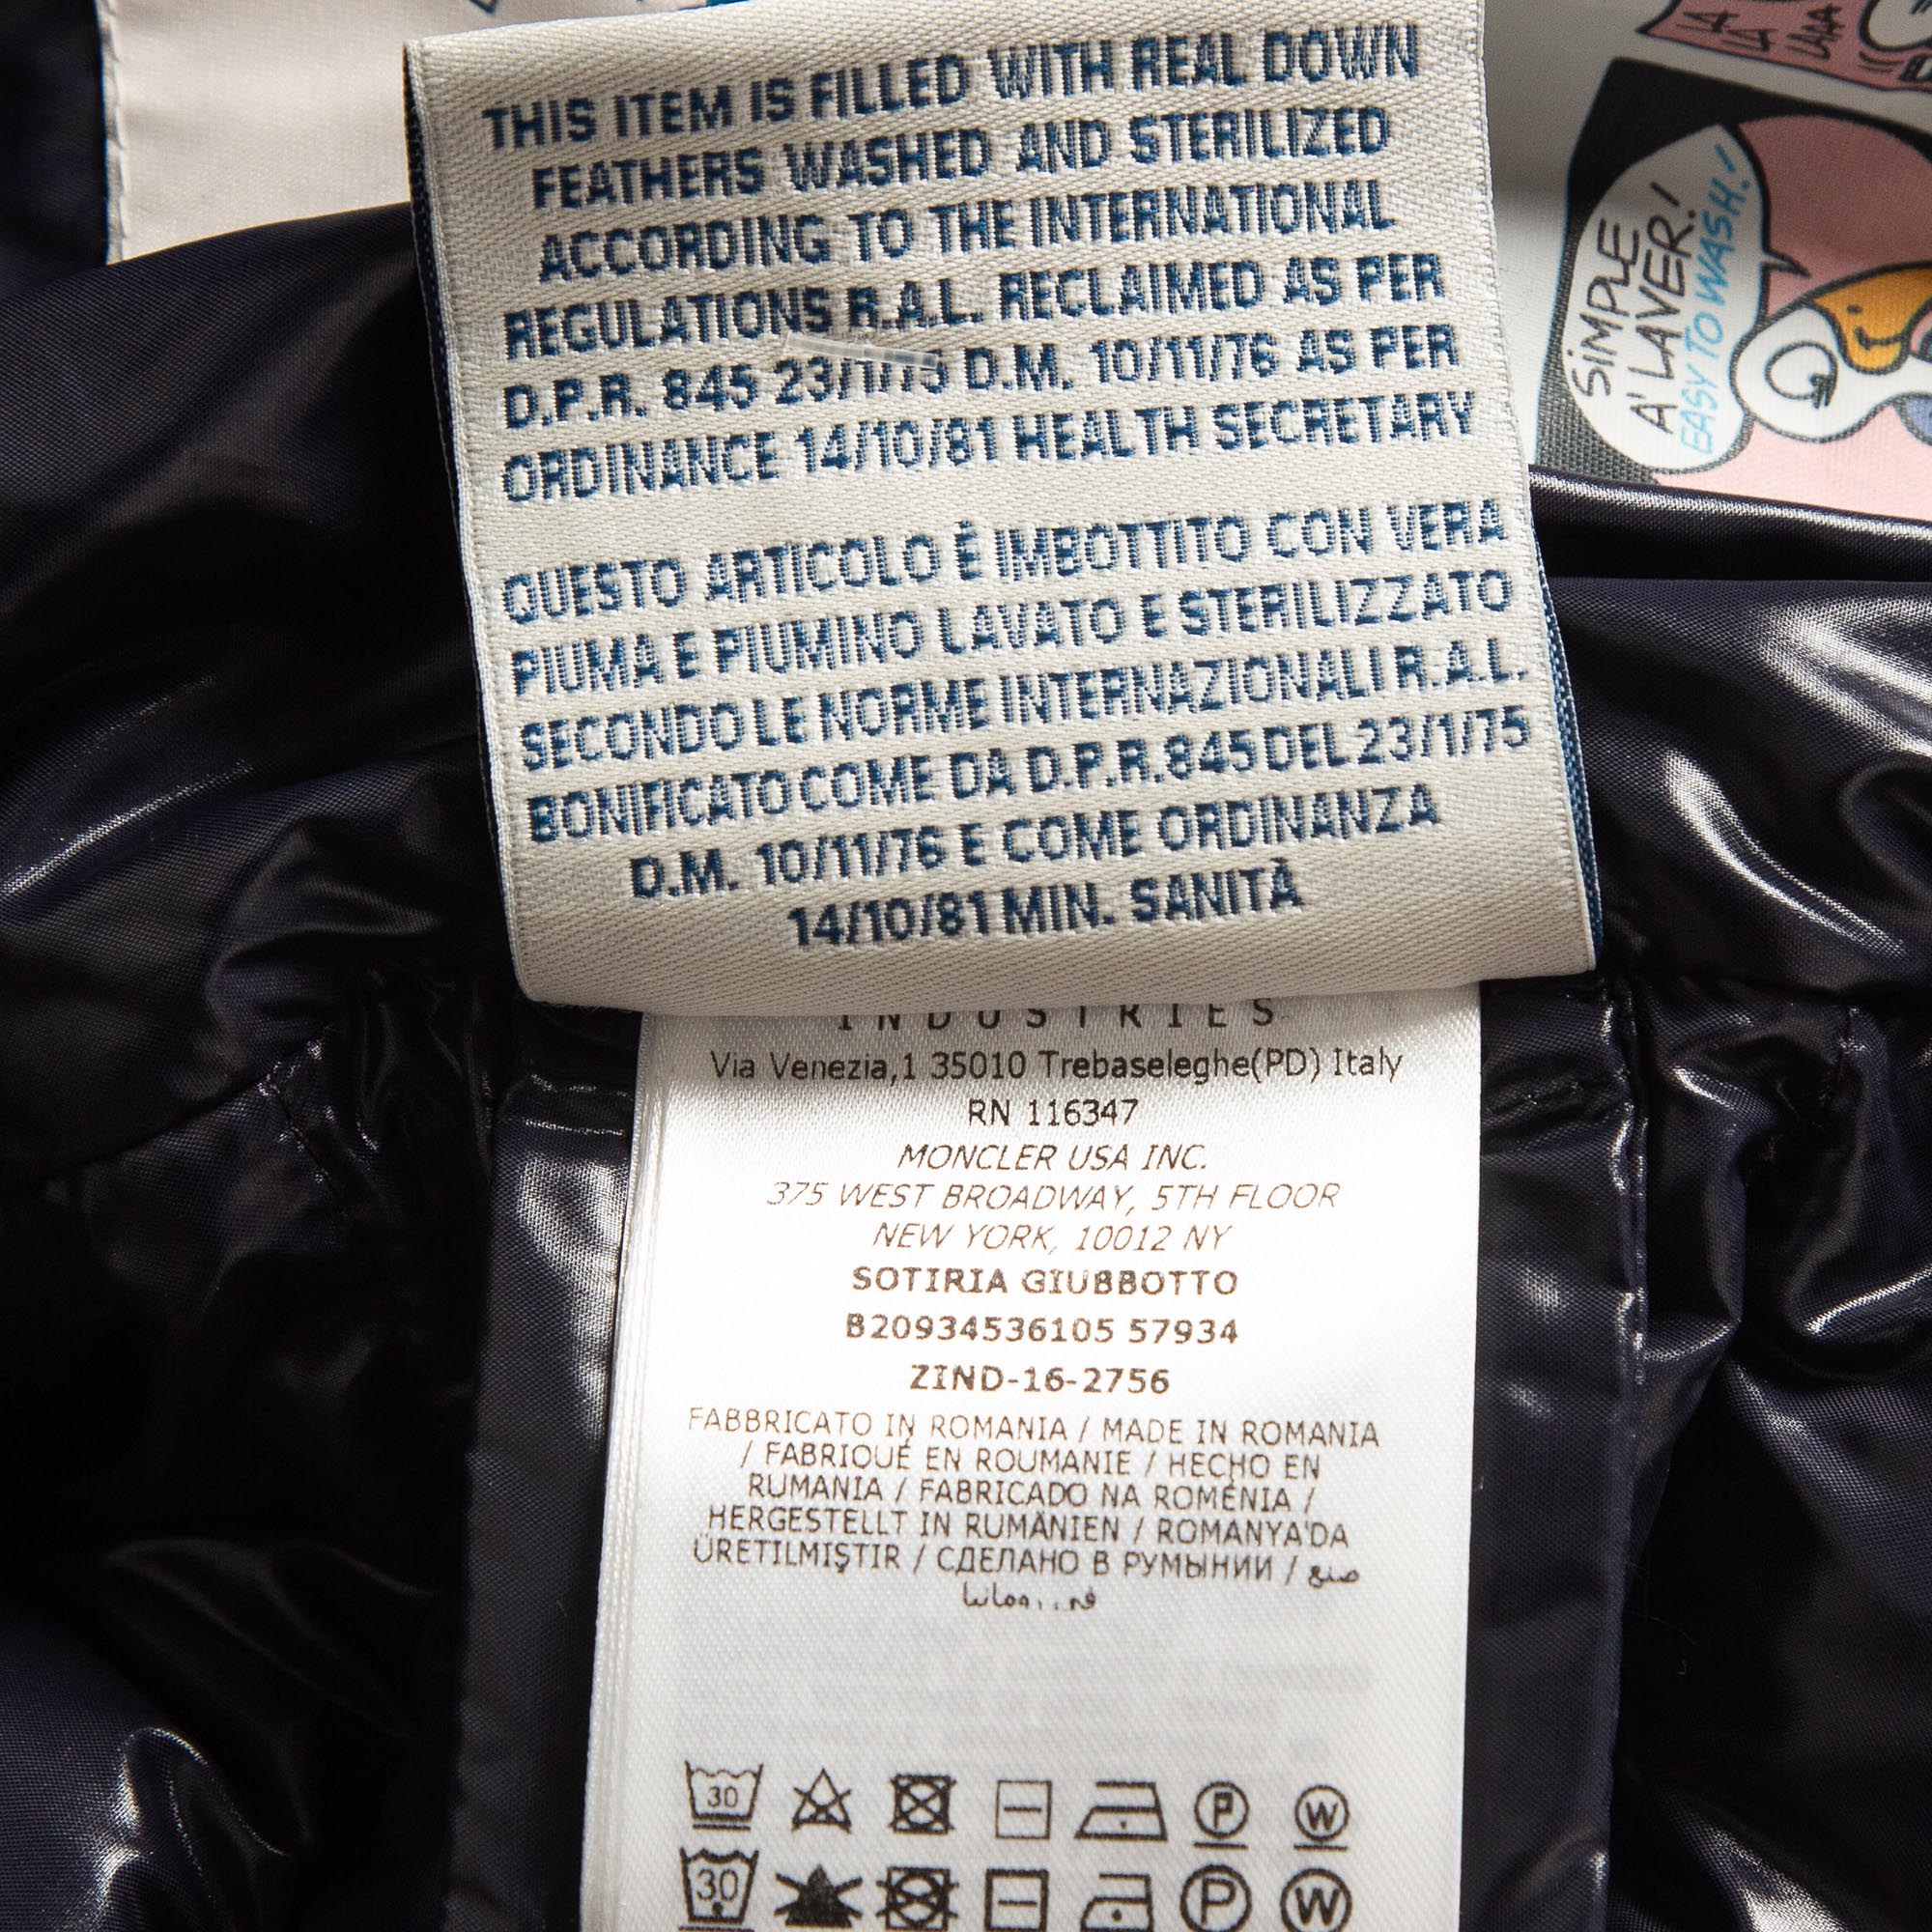 THIS ITEM IS FILLED WITH REAL DOWN
FEATHERS WASHED AND STERILIZED
ACCORDING TO THE INTERNATIONAL
REGULATIONS R.A.L. RECLAIMED AS PER
D.P.R. 845 23/1/75 D.M. 10/11/76 AS PER
ORDINANCE 14/10/81 HEALTH SECRETARY
QUESTO ARTICOLO È IMBOTTITO CON VERA
PIUMA E PIUMINO LAVATO E STERILIZZATO
SECONDO LE NORME INTERNAZIONALI R.A.L.
BONIFICATO COME DA D.P.R. 845 DEL 23/1/75
D.M. 10/11/76 E COME ORDINANZA
14/10/81 MIN. SANITÀ
SIMPLE
A' LAVER!
EASY TO WASH!
INDUSTRIES
Via Venezia,1 35010 Trebaseleghe(PD) Italy
RN 116347
MONCLER USA INC.
375 WEST BROADWAY, 5TH FLOOR
NEW YORK, 10012 NY
SOTIRIA GIUBBOTTO
B20934536105 57934
ZIND-16-2756
FABBRICATO IN ROMANIA / MADE IN ROMANIA
/ FABRIQUÉ EN ROUMANIE / HECHO EN
RUMANIA / FABRICADO NA ROMÉNIA /
HERGESTELLT IN RUMÄNIEN / ROMANYA'DA
ÜRETILMIŞTIR / СДЕЛАНО В РУМЫНИИ / صنع
30
P
W
30
P
W